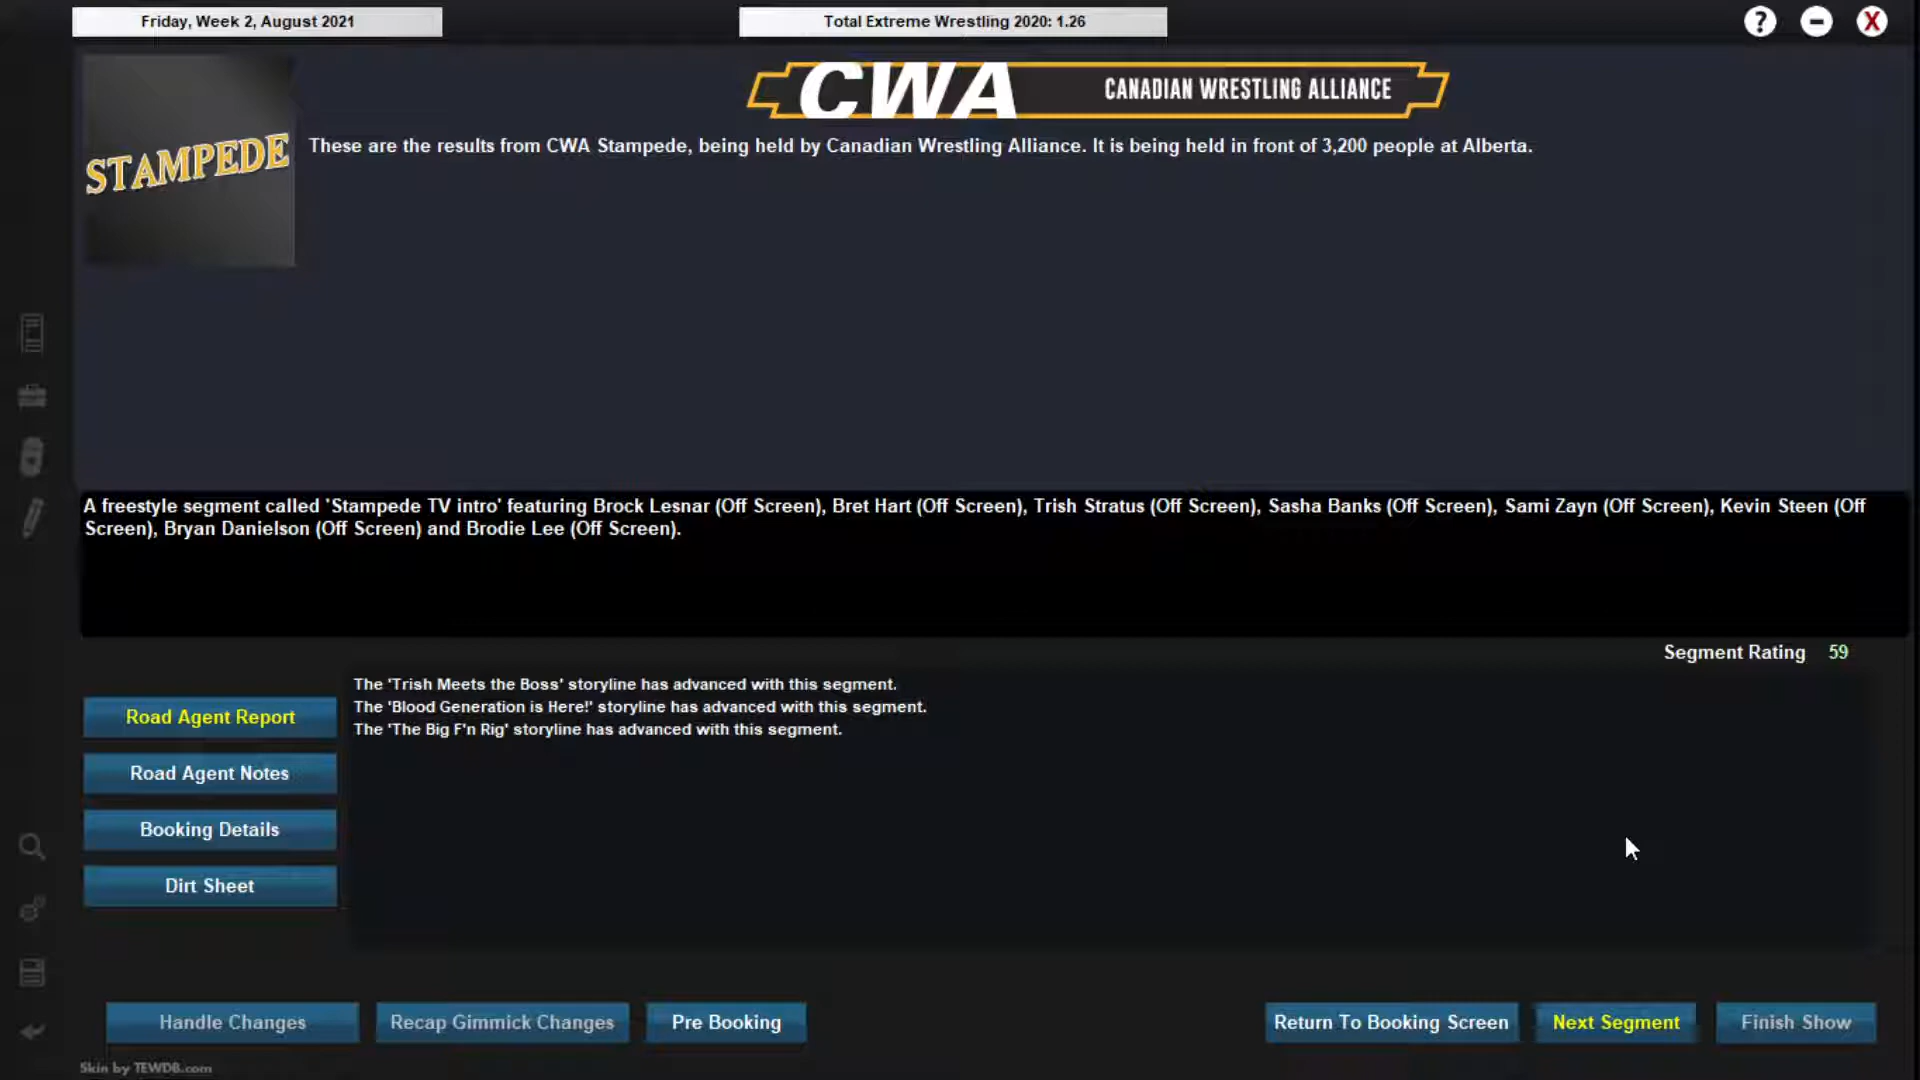 Friday, Week 2, August 2021
Total Extreme Wrestling 2020: 1.26
?
X
CWA CANADIAN WRESTLING ALLIANCE
STAMPEDE
These are the results from CWA Stampede, being held by Canadian Wrestling Alliance. It is being held in front of 3,200 people at Alberta.
A freestyle segment called 'Stampede TV intro' featuring Brock Lesnar (Off Screen), Bret Hart (Off Screen), Trish Stratus (Off Screen), Sasha Banks (Off Screen), Sami Zayn (Off Screen), Kevin Steen (Off
Screen), Bryan Danielson (Off Screen) and Brodie Lee (Off Screen).
Segment Rating 59
The 'Trish Meets the Boss' storyline has advanced with this segment.
The 'Blood Generation is Here!' storyline has advanced with this segment.
The 'The Big F'n Rig' storyline has advanced with this segment.
Road Agent Report
Road Agent Notes
Booking Details
Dirt Sheet
Handle Changes
Recap Gimmick Changes
Pre Booking
Return To Booking Screen
Next Segment
Finish Show
Skin by TEWDB.com